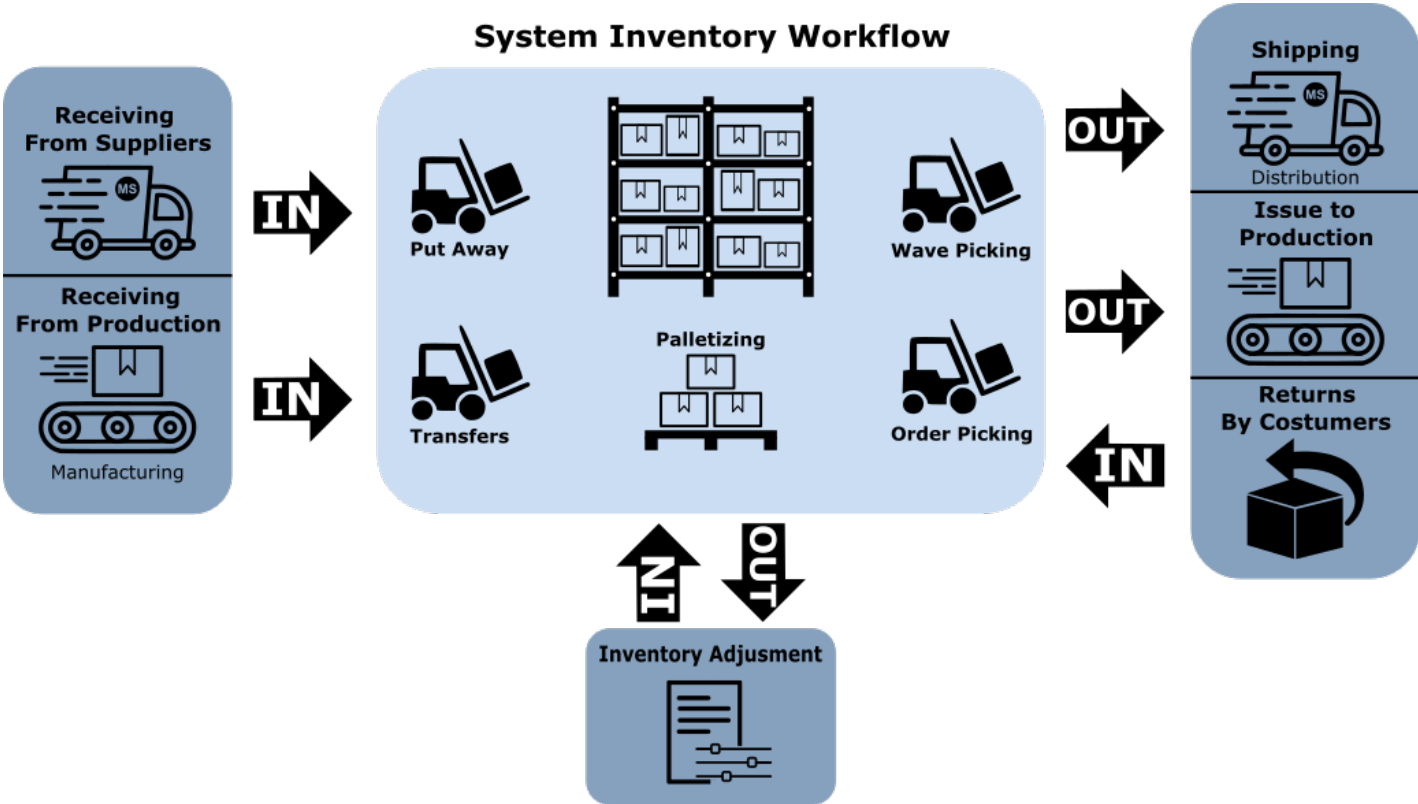 System Inventory Workflow
Receiving
From Suppliers
MS
Receiving
From Production
Manufacturing
IN
IN
Put Away
Transfers
Palletizing
Wave Picking
Order Picking
OUT
OUT
IN
Shipping
MS
Distribution
Issue to
Production
Returns
By Costumers
IN
OUT
Inventory Adjusment